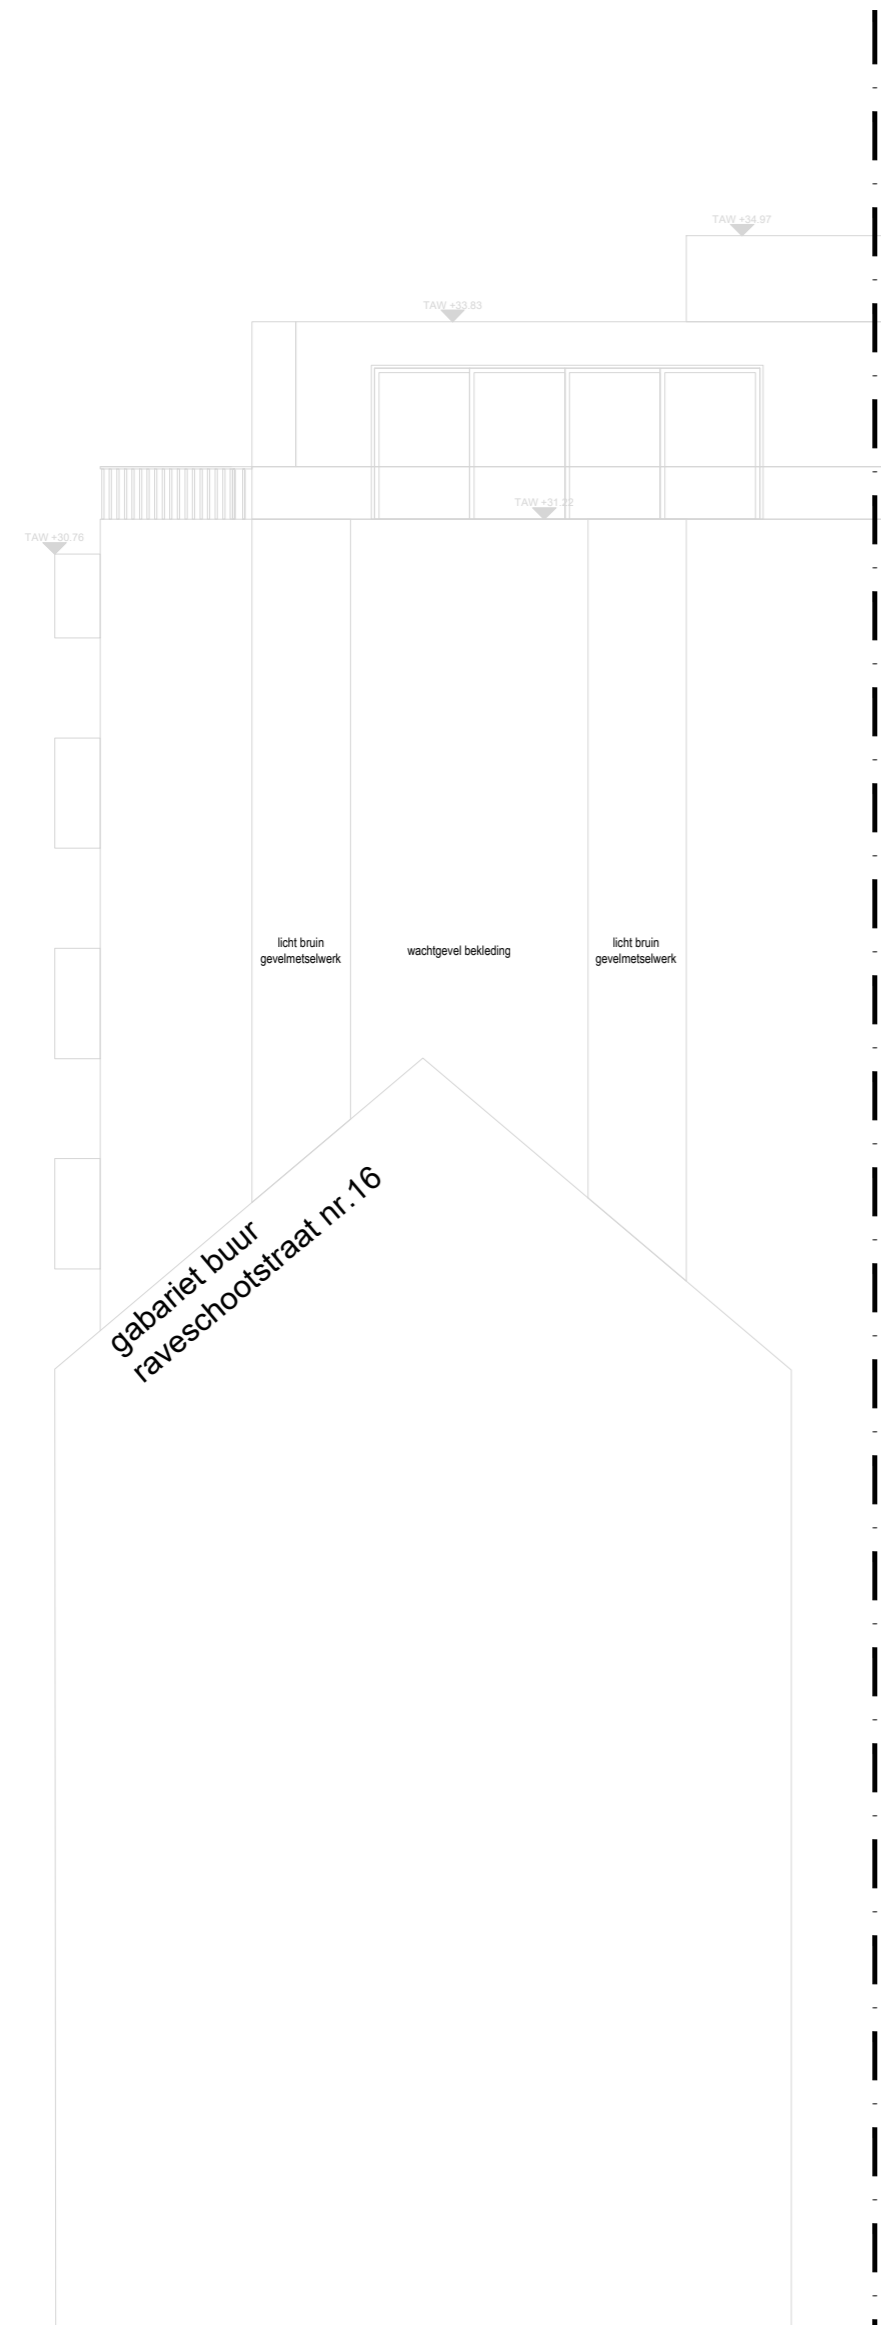 TAW +34.97
TAW +33.83
TAW +31.22
TAW +30.76
licht bruin
gevelmetselwerk
wachtgevel bekleding
licht bruin
gevelmetselwerk
gabariet buur
raveschootstraat nr.16